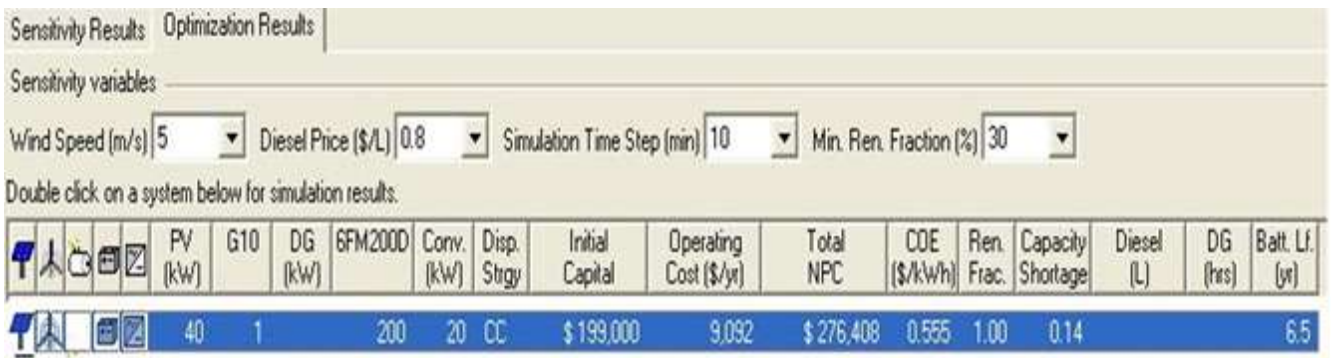 Sensitivity Results Optimization Results
Sensitivity variables
Wind Speed (m/s) 5 Diesel Price ($/L) 0.8 Simulation Time Step (min) 10 Min. Ren. Fraction (%) 30
Double click on a system below for simulation results.
PV (kW) G10 DG (kW) 6FM200D Conv. (kW) Disp. Strgy Initial Capital Operating Cost ($/yr) Total NPC COE ($/kWh) Ren. Frac. Capacity Shortage Diesel (L) DG (hrs) Batt. Lf. (yr)
40 1 200 20 CC $ 199,000 9,092 $ 276,408 0.555 1.00 0.14 6.5